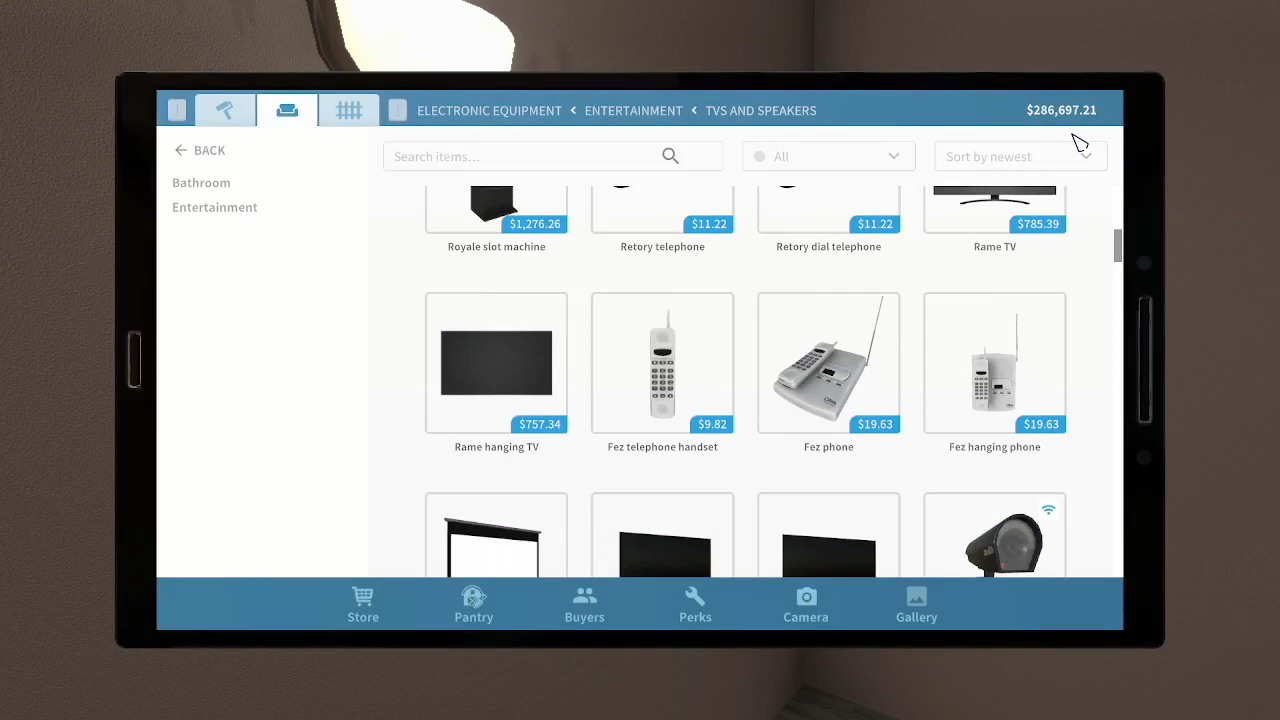 ELECTRONIC EQUIPMENT < ENTERTAINMENT < TVS AND SPEAKERS
$286,697.21
BACK
Bathroom
Entertainment
Search items...
All
Sort by newest
$1,276.26
Royale slot machine
$11.22
Retory telephone
$11.22
Retory dial telephone
$785.39
Rame TV
$757.34
Rame hanging TV
$9.82
Fez telephone handset
$19.63
Fez phone
$19.63
Fez hanging phone
Store
Pantry
Buyers
Perks
Camera
Gallery